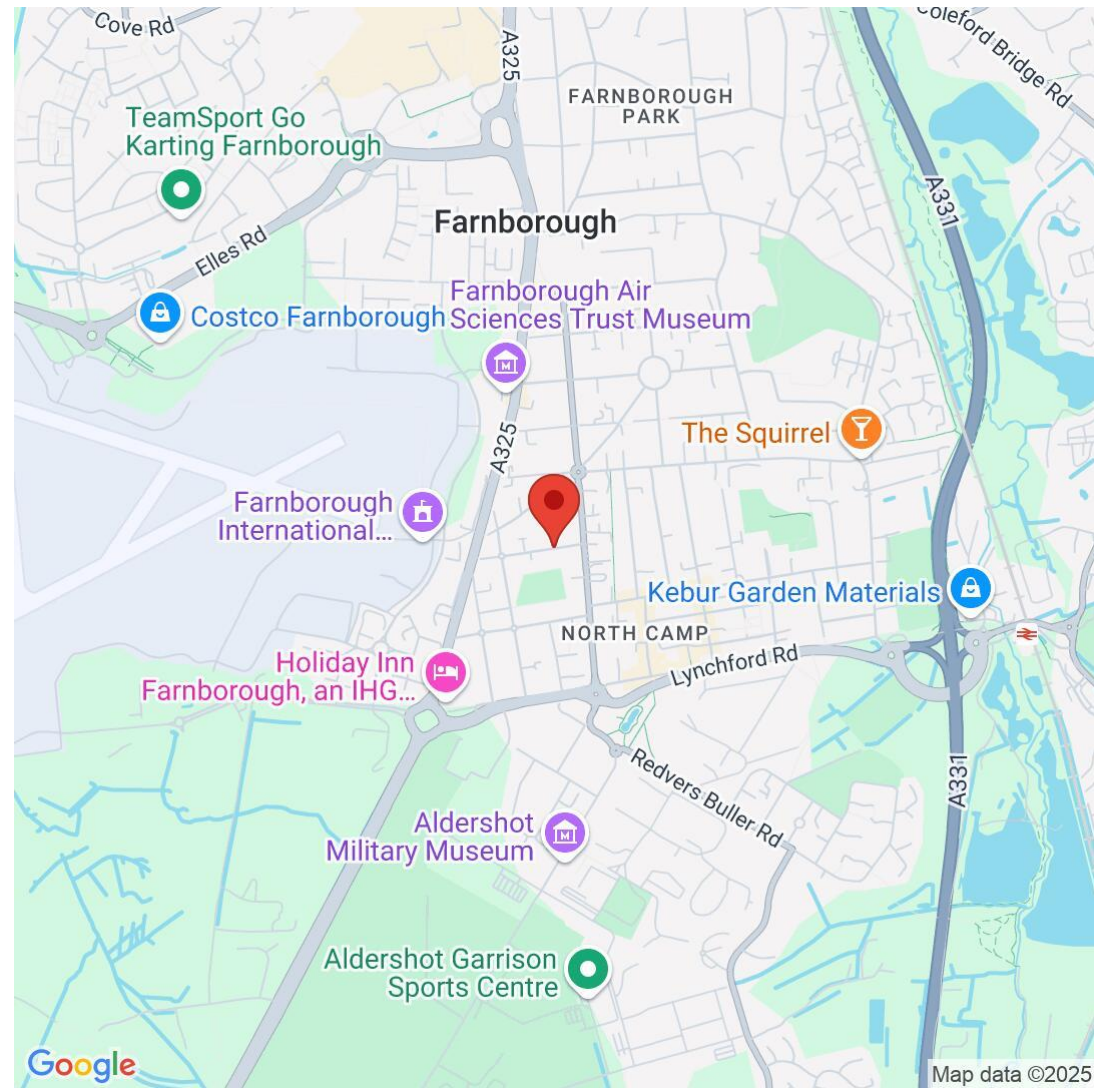 Cove Rd
A325
Coleford Bridge Rd
FARNBOROUGH
PARK
TeamSport Go
Karting Farnborough
A331
Farnborough
Elles Rd
Farnborough Air
Sciences Trust Museum
Costco Farnborough
The Squirrel
A325
Farnborough
International...
Kebur Garden Materials
NORTH CAMP
Lynchford Rd
Holiday Inn
Farnborough, an IHG...
Redvers Buller Rd
A331
Aldershot
Military Museum
Aldershot Garrison
Sports Centre
Google
Map data ©2025